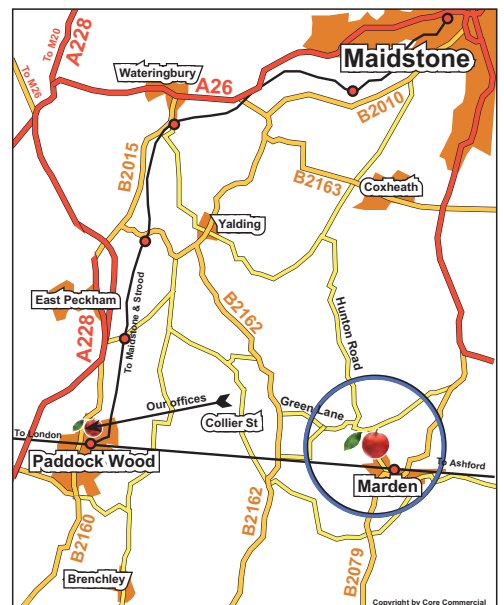 To M20
A228
To M26
Wateringbury
A26
Maidstone
B2010
B2015
B2163
Coxheath
Yalding
East Peckham
A228
To Maidstone & Strood
B2162
Hunton Road
Our offices
Green Lane
Collier St
To London
Paddock Wood
To Ashford
Marden
B2160
B2162
B2079
Brenchley
Copyright by Core Commercial